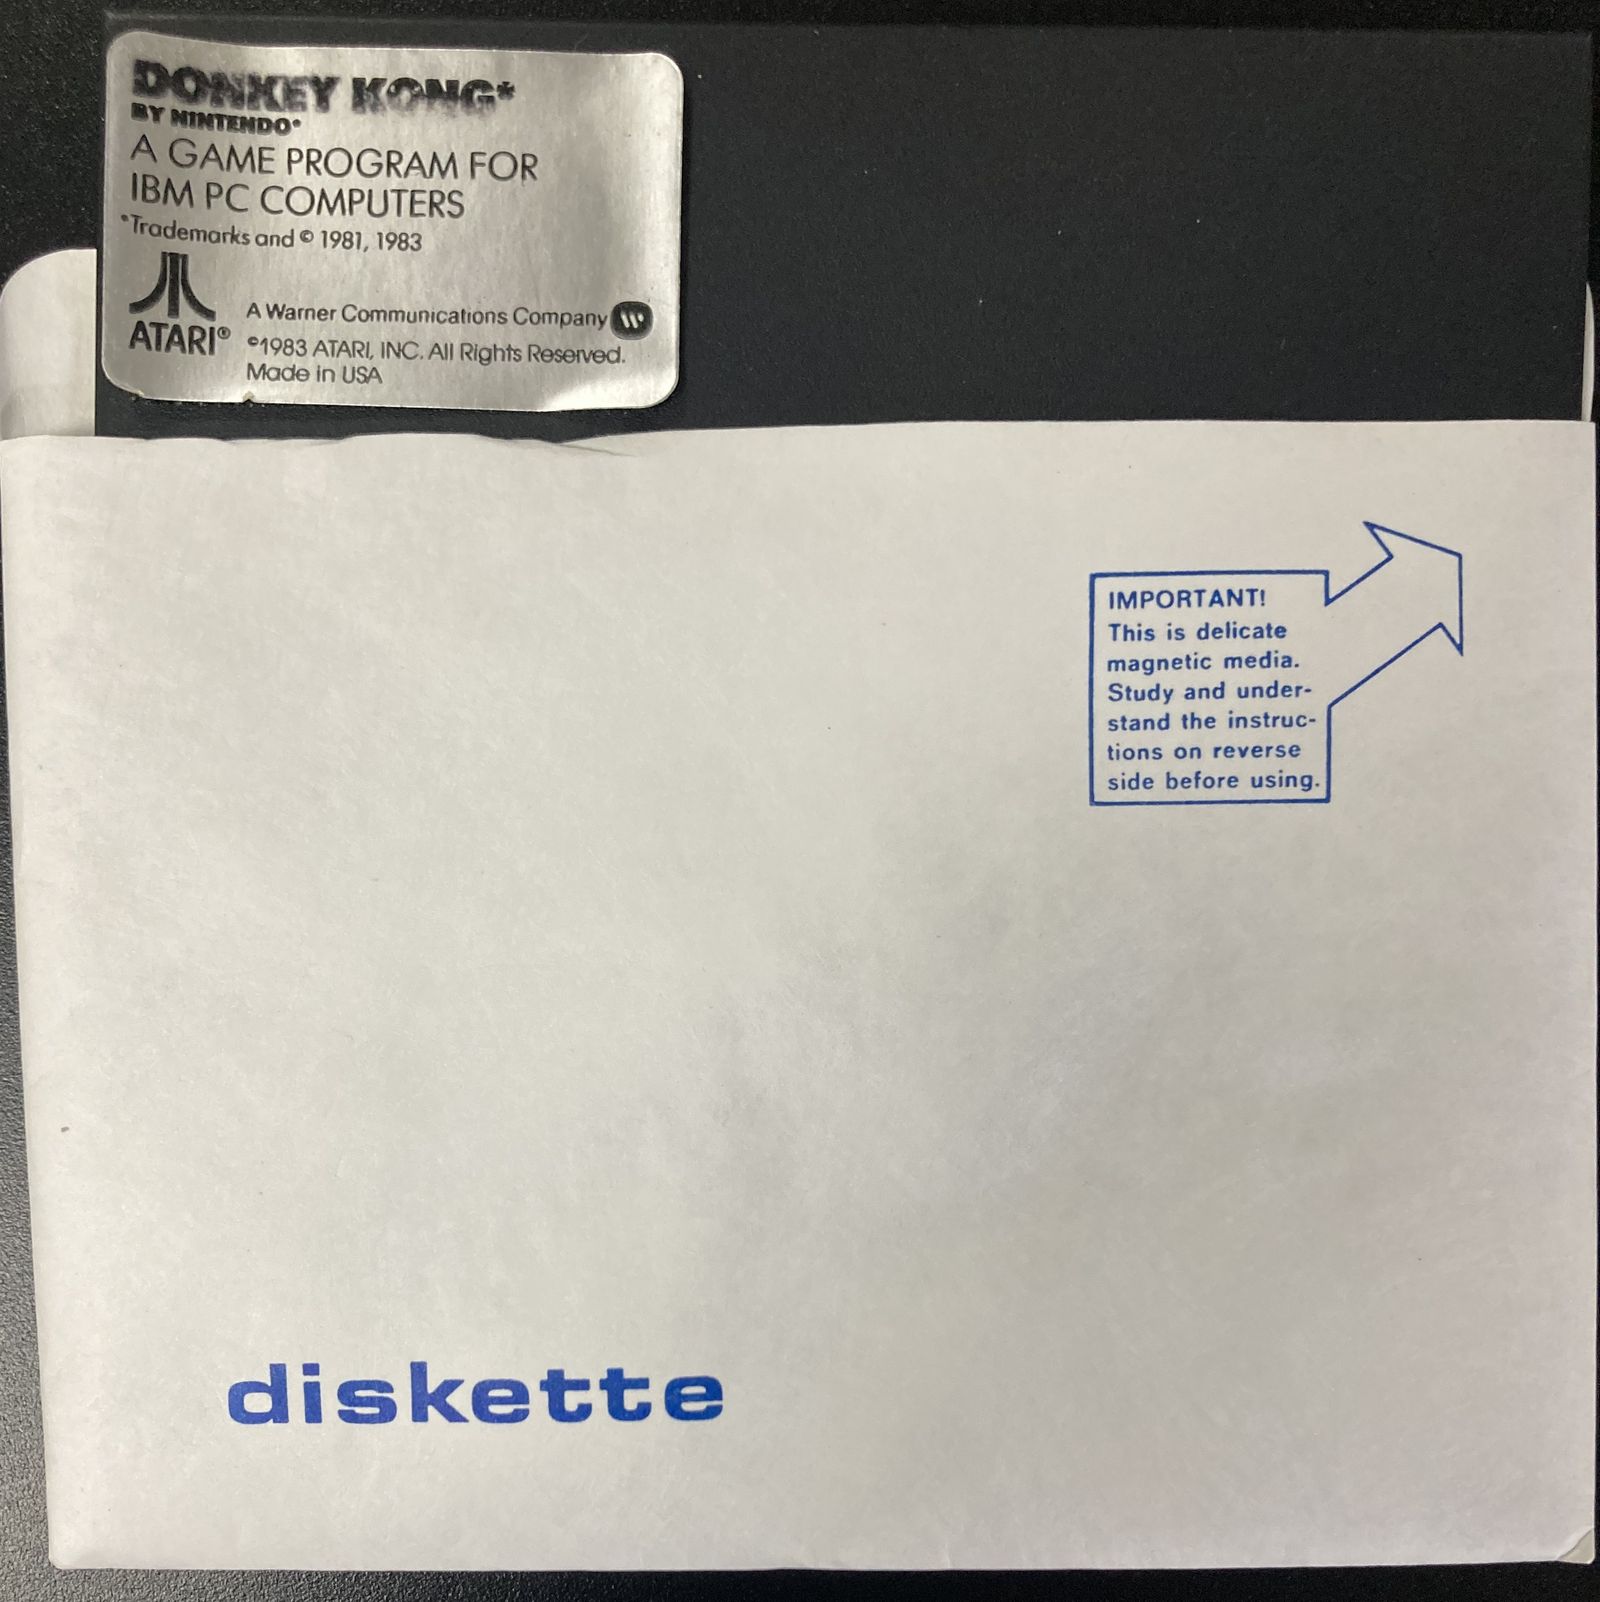 DONKEY KONG*
BY NINTENDO*
A GAME PROGRAM FOR
IBM PC COMPUTERS
*Trademarks and © 1981, 1983
A Warner Communications Company
ATARI®
©1983 ATARI, INC. All Rights Reserved.
Made in USA
IMPORTANT!
This is delicate
magnetic media.
Study and under-
stand the instruc-
tions on reverse
side before using.
diskette